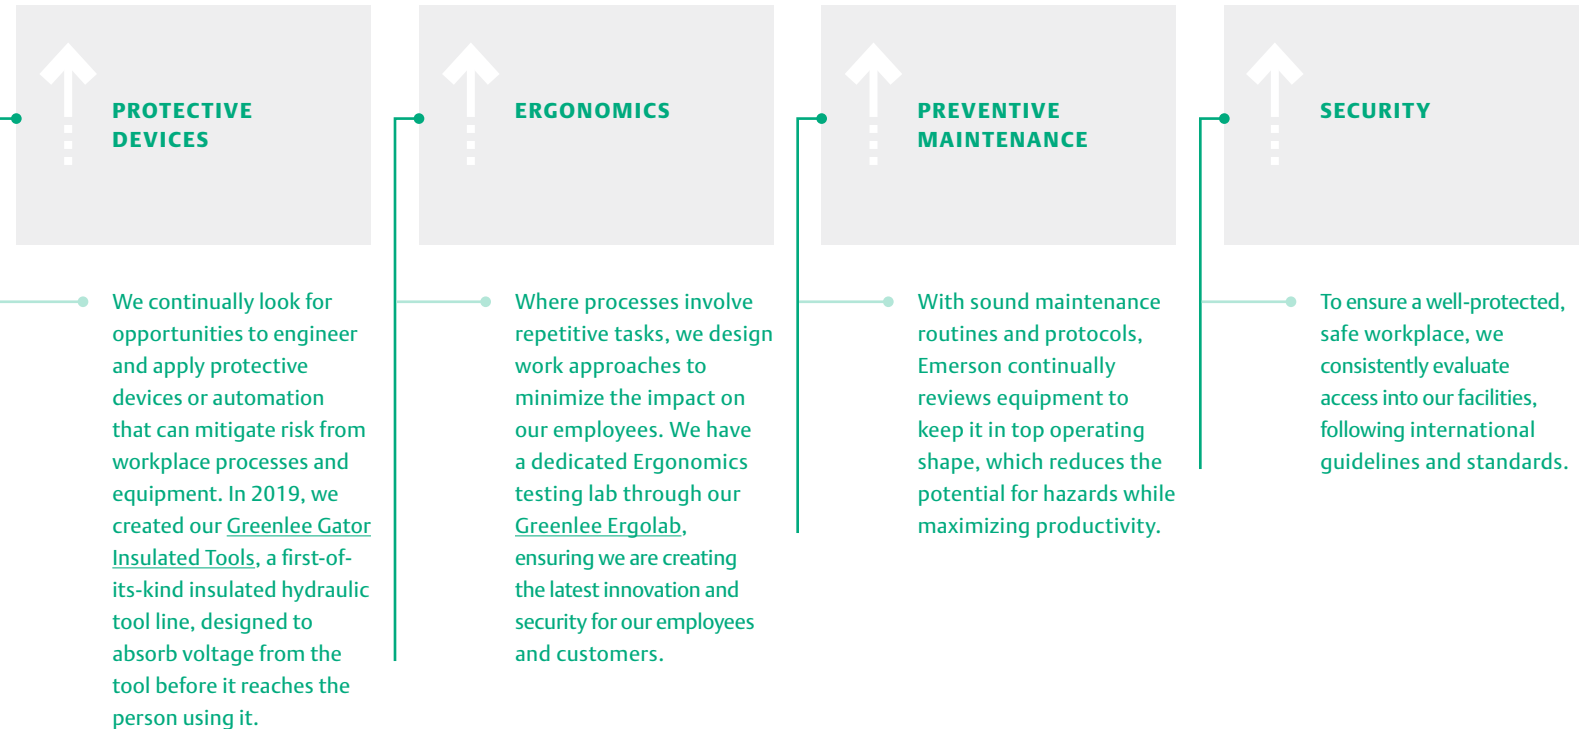 PROTECTIVE
DEVICES
We continually look for
opportunities to engineer
and apply protective
devices or automation
that can mitigate risk from
workplace processes and
equipment. In 2019, we
created our Greenlee Gator
Insulated Tools, a first-of-
its-kind insulated hydraulic
tool line, designed to
absorb voltage from the
tool before it reaches the
person using it.
ERGONOMICS
Where processes involve
repetitive tasks, we design
work approaches to
minimize the impact on
our employees. We have
a dedicated Ergonomics
testing lab through our
Greenlee Ergolab,
ensuring we are creating
the latest innovation and
security for our employees
and customers.
PREVENTIVE
MAINTENANCE
With sound maintenance
routines and protocols,
Emerson continually
reviews equipment to
keep it in top operating
shape, which reduces the
potential for hazards while
maximizing productivity.
SECURITY
To ensure a well-protected,
safe workplace, we
consistently evaluate
access into our facilities,
following international
guidelines and standards.